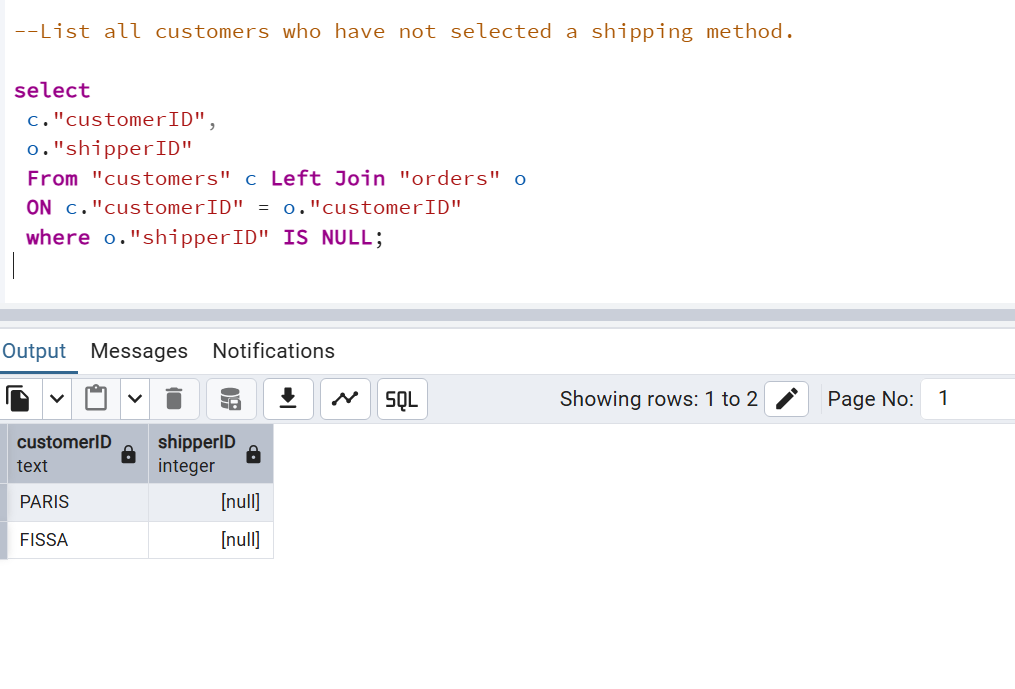 --List all customers who have not selected a shipping method.
select
c."customerID",
o."shipperID"
From "customers" c Left Join "orders" o
ON c."customerID" = o."customerID"
where o."shipperID" IS NULL;
Output Messages Notifications
SQL Showing rows: 1 to 2 Page No: 1
customerID shipperID
text integer
PARIS [null]
FISSA [null]